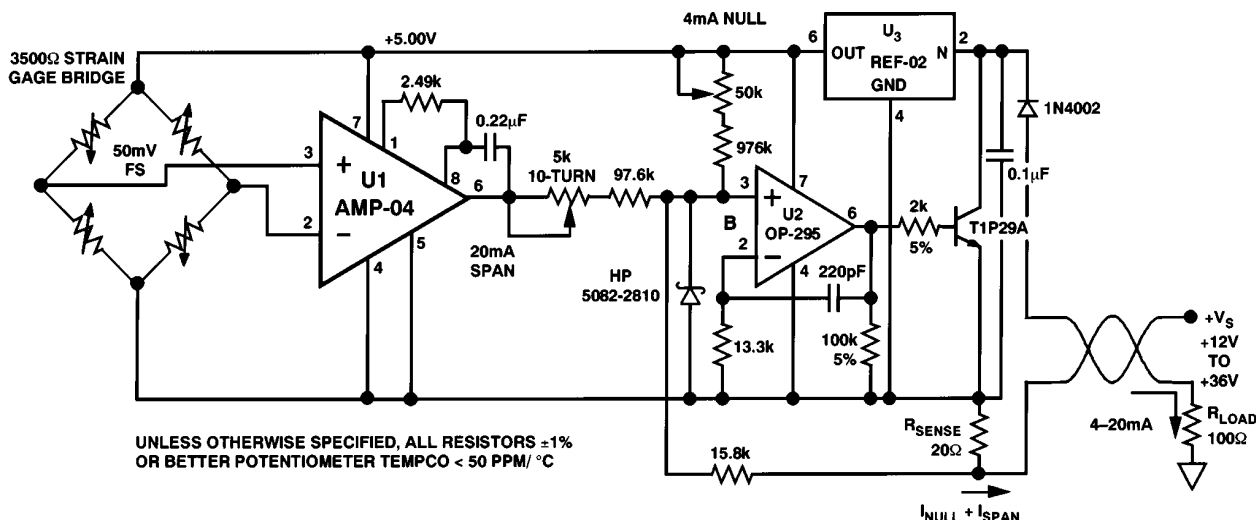 4mA NULL
3500Ω STRAIN
GAGE BRIDGE
+5.00V
6
OUT
U3
REF-02
GND
N
2
4
1N4002
0.1µF
50k
976k
2.49k
0.22µF
7
1
8
3
+
U1
AMP-04
6
2
–
4
5
50mV
FS
5k
10-TURN
97.6k
20mA
SPAN
HP
5082-2810
B
3
+
U2
OP-295
7
6
2
–
4
2k
5%
T1P29A
220pF
13.3k
100k
5%
+VS
+12V
TO
+36V
4–20mA
RLOAD
100Ω
RSENSE
20Ω
15.8k
INULL + ISPAN
UNLESS OTHERWISE SPECIFIED, ALL RESISTORS ±1%
OR BETTER POTENTIOMETER TEMPCO < 50 PPM/ °C